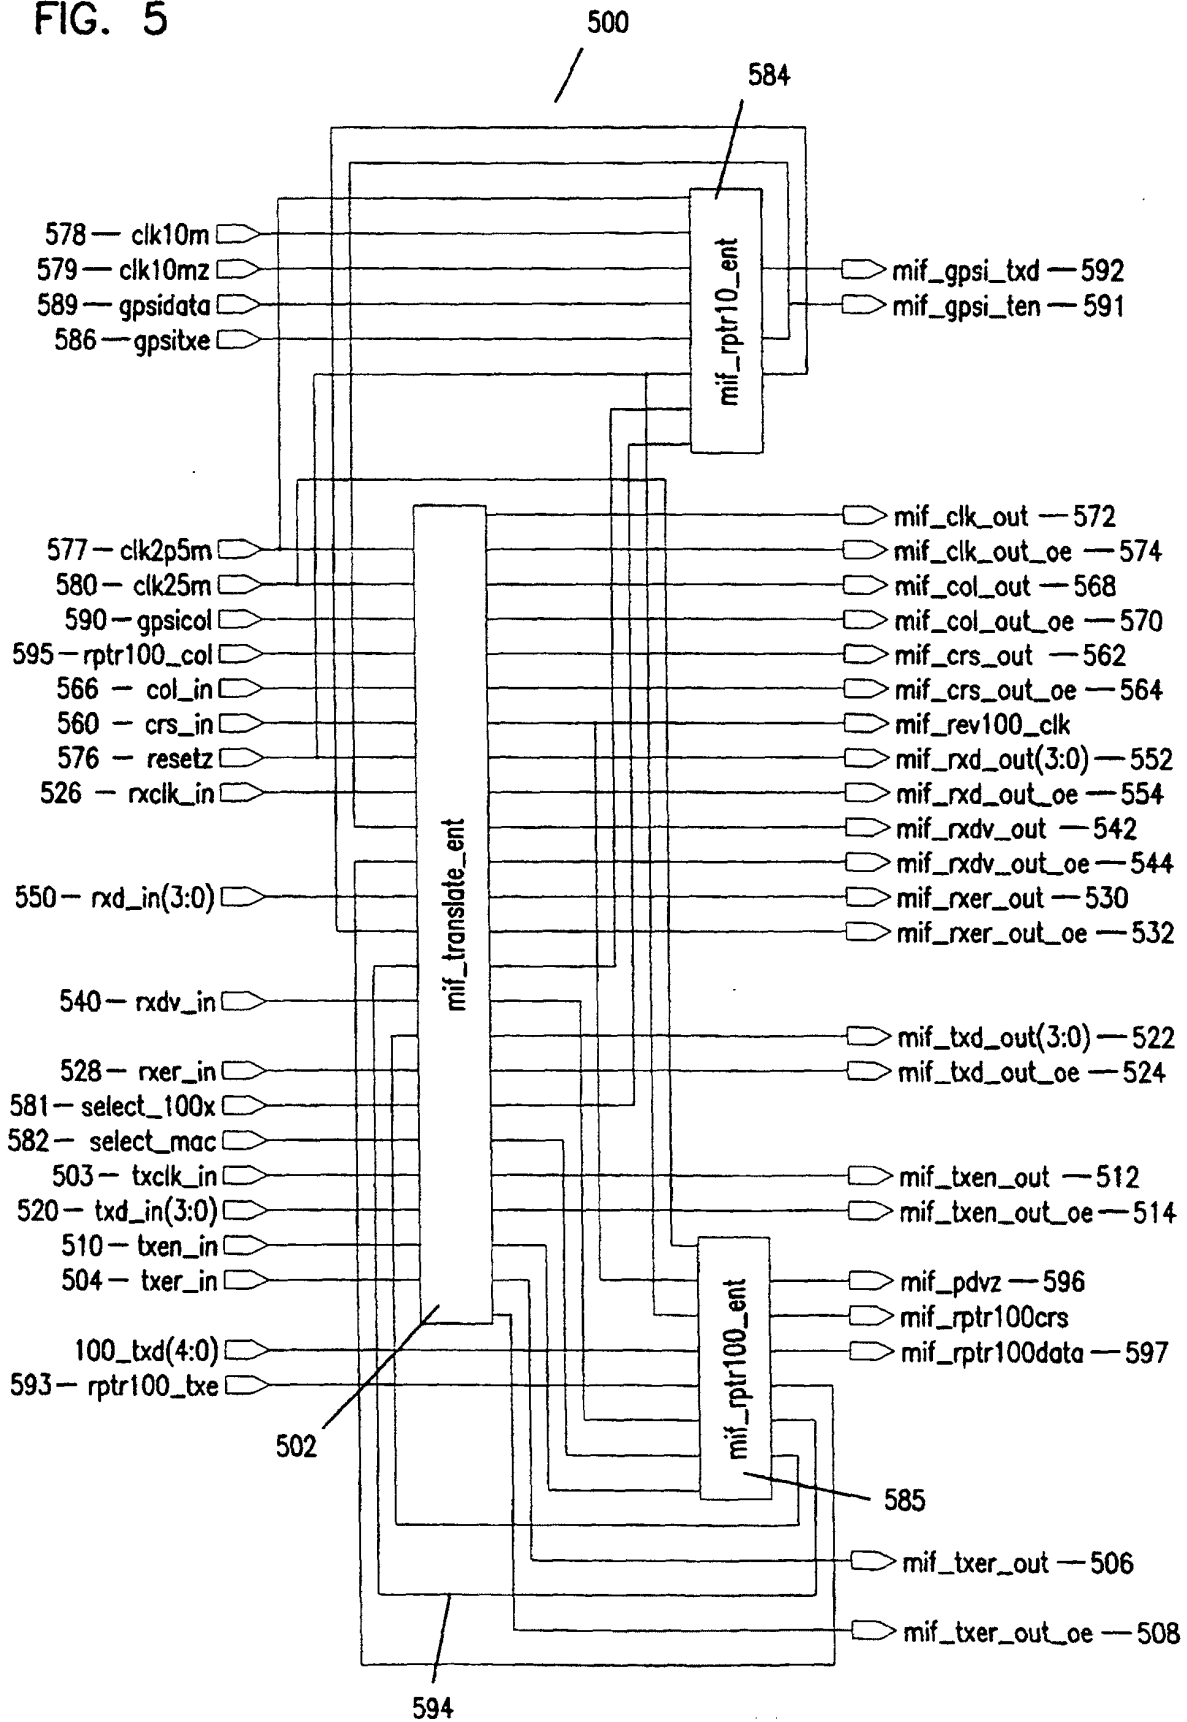 FIG. 5
500
584
578 — clk10m
579 — clk10mz
589 — gpsidata
586 — gpsitxe
mif_rptr10_ent
mif_gpsi_txd — 592
mif_gpsi_ten — 591
577 — clk2p5m
580 — clk25m
590 — gpsicol
595 — rptr100_col
566 — col_in
560 — crs_in
576 — resetz
526 — rxclk_in
550 — rxd_in(3:0)
540 — rxdv_in
528 — rxer_in
581 — select_100x
582 — select_mac
503 — txclk_in
520 — txd_in(3:0)
510 — txen_in
504 — txer_in
100_txd(4:0)
593 — rptr100_txe
mif_translate_ent
502
mif_clk_out — 572
mif_clk_out_oe — 574
mif_col_out — 568
mif_col_out_oe — 570
mif_crs_out — 562
mif_crs_out_oe — 564
mif_rev100_clk
mif_rxd_out(3:0) — 552
mif_rxd_out_oe — 554
mif_rxdv_out — 542
mif_rxdv_out_oe — 544
mif_rxer_out — 530
mif_rxer_out_oe — 532
mif_txd_out(3:0) — 522
mif_txd_out_oe — 524
mif_txen_out — 512
mif_txen_out_oe — 514
mif_rptr100_ent
mif_pdvz — 596
mif_rptr100crs
mif_rptr100data — 597
585
mif_txer_out — 506
mif_txer_out_oe — 508
594